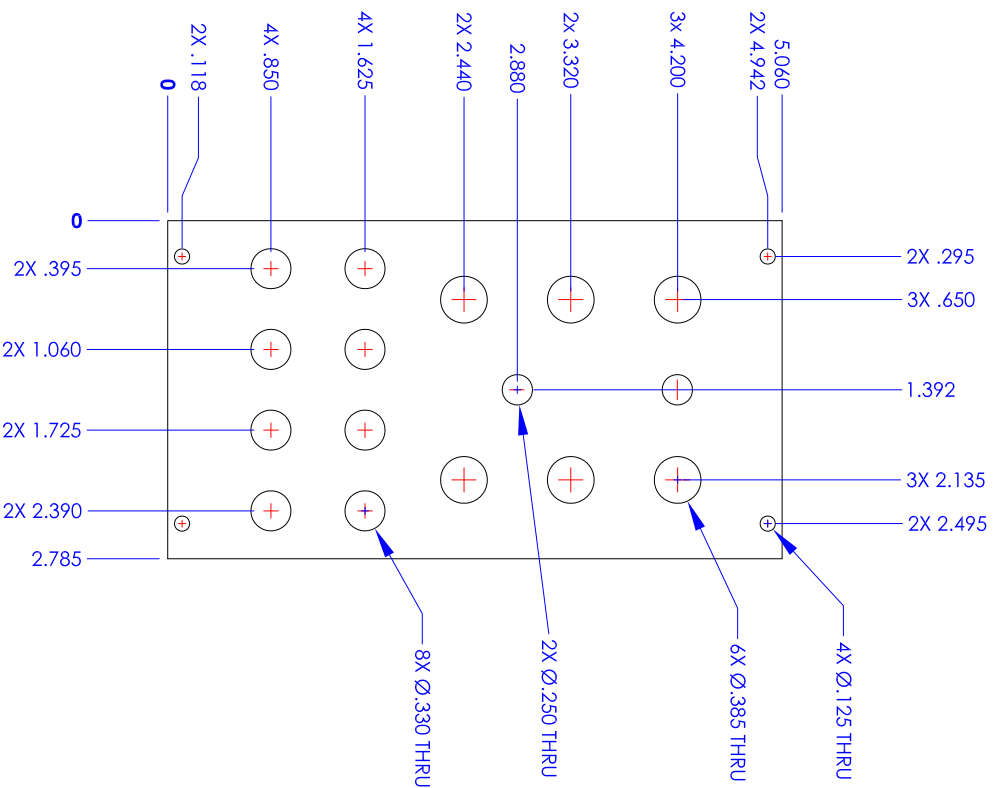 0
2X .118
4X .850
4X 1.625
2X 2.440
2.880
2x 3.320
3x 4.200
2X 4.942
5.060
0
2X .395
2X 1.060
2X 1.725
2X 2.390
2.785
2X .295
3X .650
1.392
3X 2.135
2X 2.495
8X Ø.330 THRU
2X Ø.250 THRU
6X Ø.385 THRU
4X Ø.125 THRU